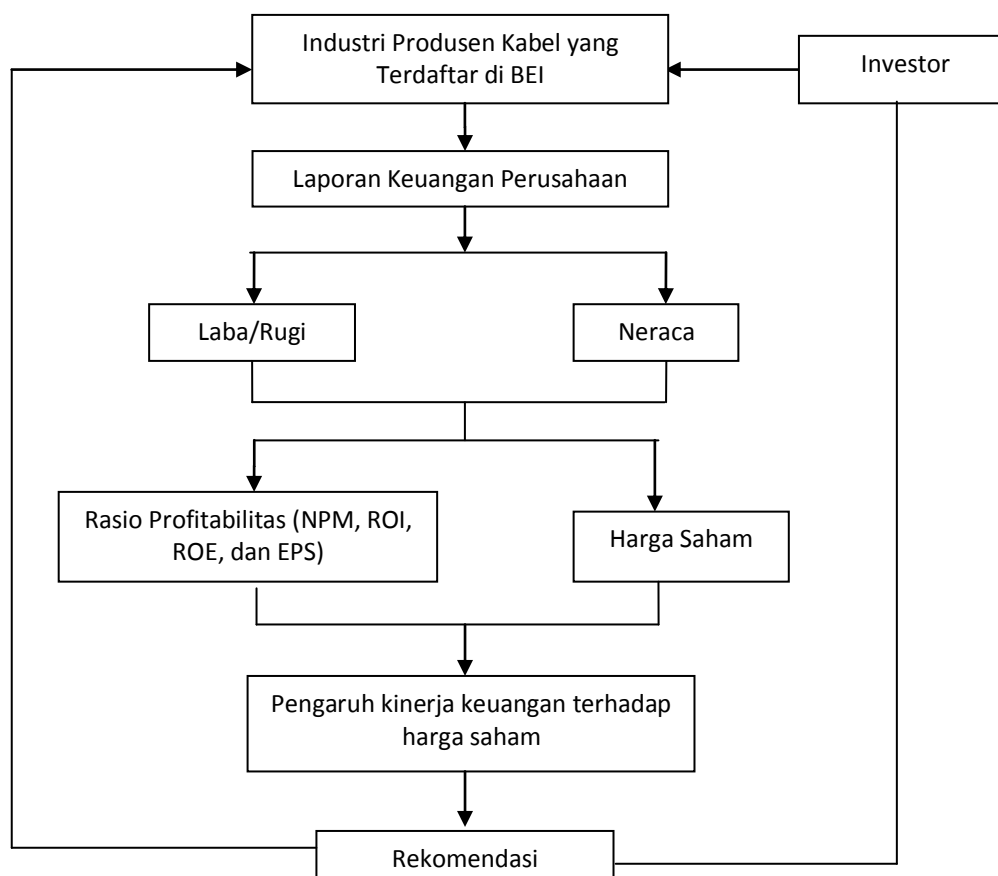 Industri Produsen Kabel yang
Terdaftar di BEI
Investor
Laporan Keuangan Perusahaan
Laba/Rugi
Neraca
Rasio Profitabilitas (NPM, ROI,
ROE, dan EPS)
Harga Saham
Pengaruh kinerja keuangan terhadap
harga saham
Rekomendasi